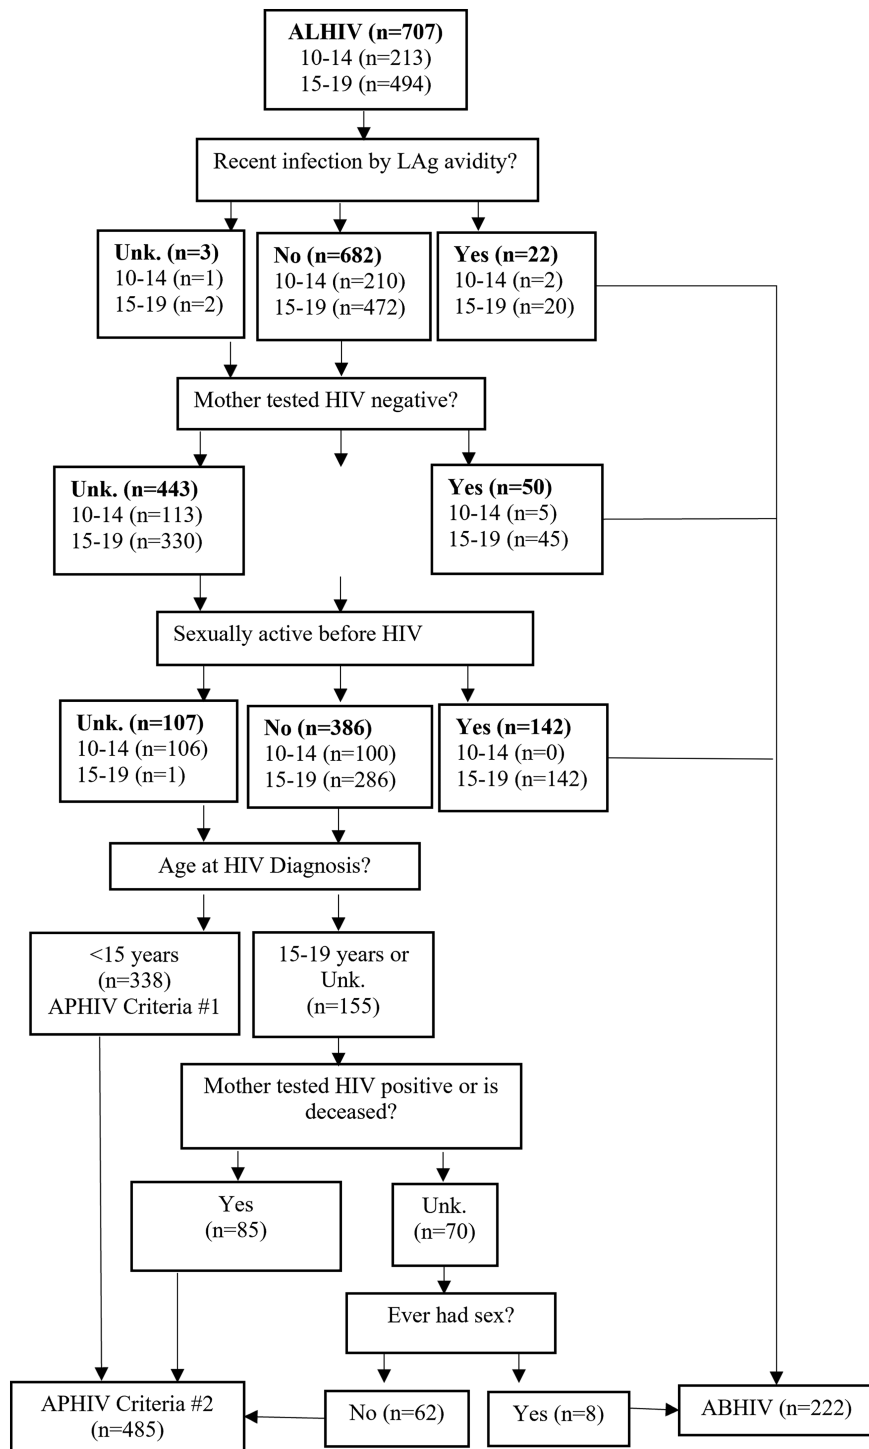 ALHIV (n=707)
10-14 (n=213)
15-19 (n=494)
Recent infection by LAg avidity?
Unk. (n=3)
10-14 (n=1)
15-19 (n=2)
No (n=682)
10-14 (n=210)
15-19 (n=472)
Yes (n=22)
10-14 (n=2)
15-19 (n=20)
Mother tested HIV negative?
Unk. (n=443)
10-14 (n=113)
15-19 (n=330)
Yes (n=50)
10-14 (n=5)
15-19 (n=45)
Sexually active before HIV
Unk. (n=107)
10-14 (n=106)
15-19 (n=1)
No (n=386)
10-14 (n=100)
15-19 (n=286)
Yes (n=142)
10-14 (n=0)
15-19 (n=142)
Age at HIV Diagnosis?
<15 years
(n=338)
APHIV Criteria #1
15-19 years or
Unk.
(n=155)
Mother tested HIV positive or is
deceased?
Yes
(n=85)
Unk.
(n=70)
Ever had sex?
APHIV Criteria #2
(n=485)
No (n=62)
Yes (n=8)
ABHIV (n=222)